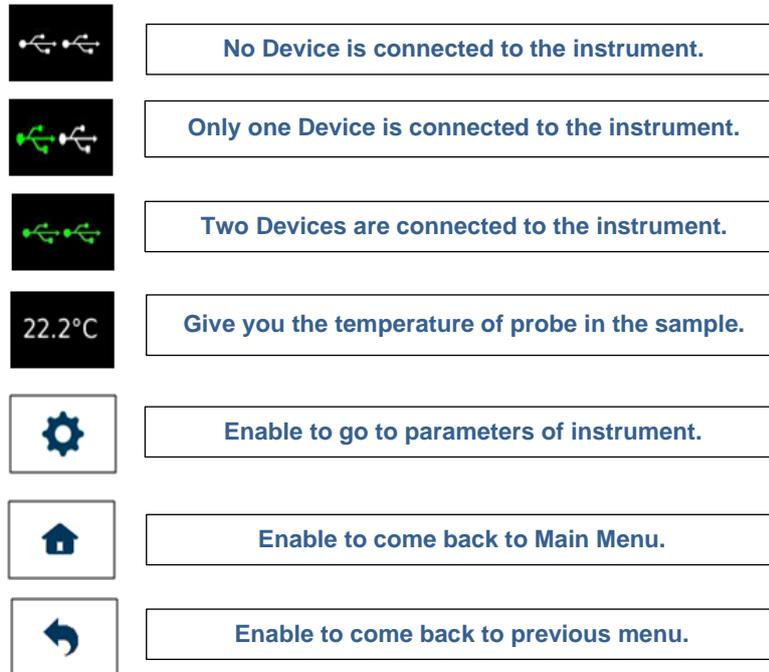 No Device is connected to the instrument.
Only one Device is connected to the instrument.
Two Devices are connected to the instrument.
22.2°C
Give you the temperature of probe in the sample.
Enable to go to parameters of instrument.
Enable to come back to Main Menu.
Enable to come back to previous menu.